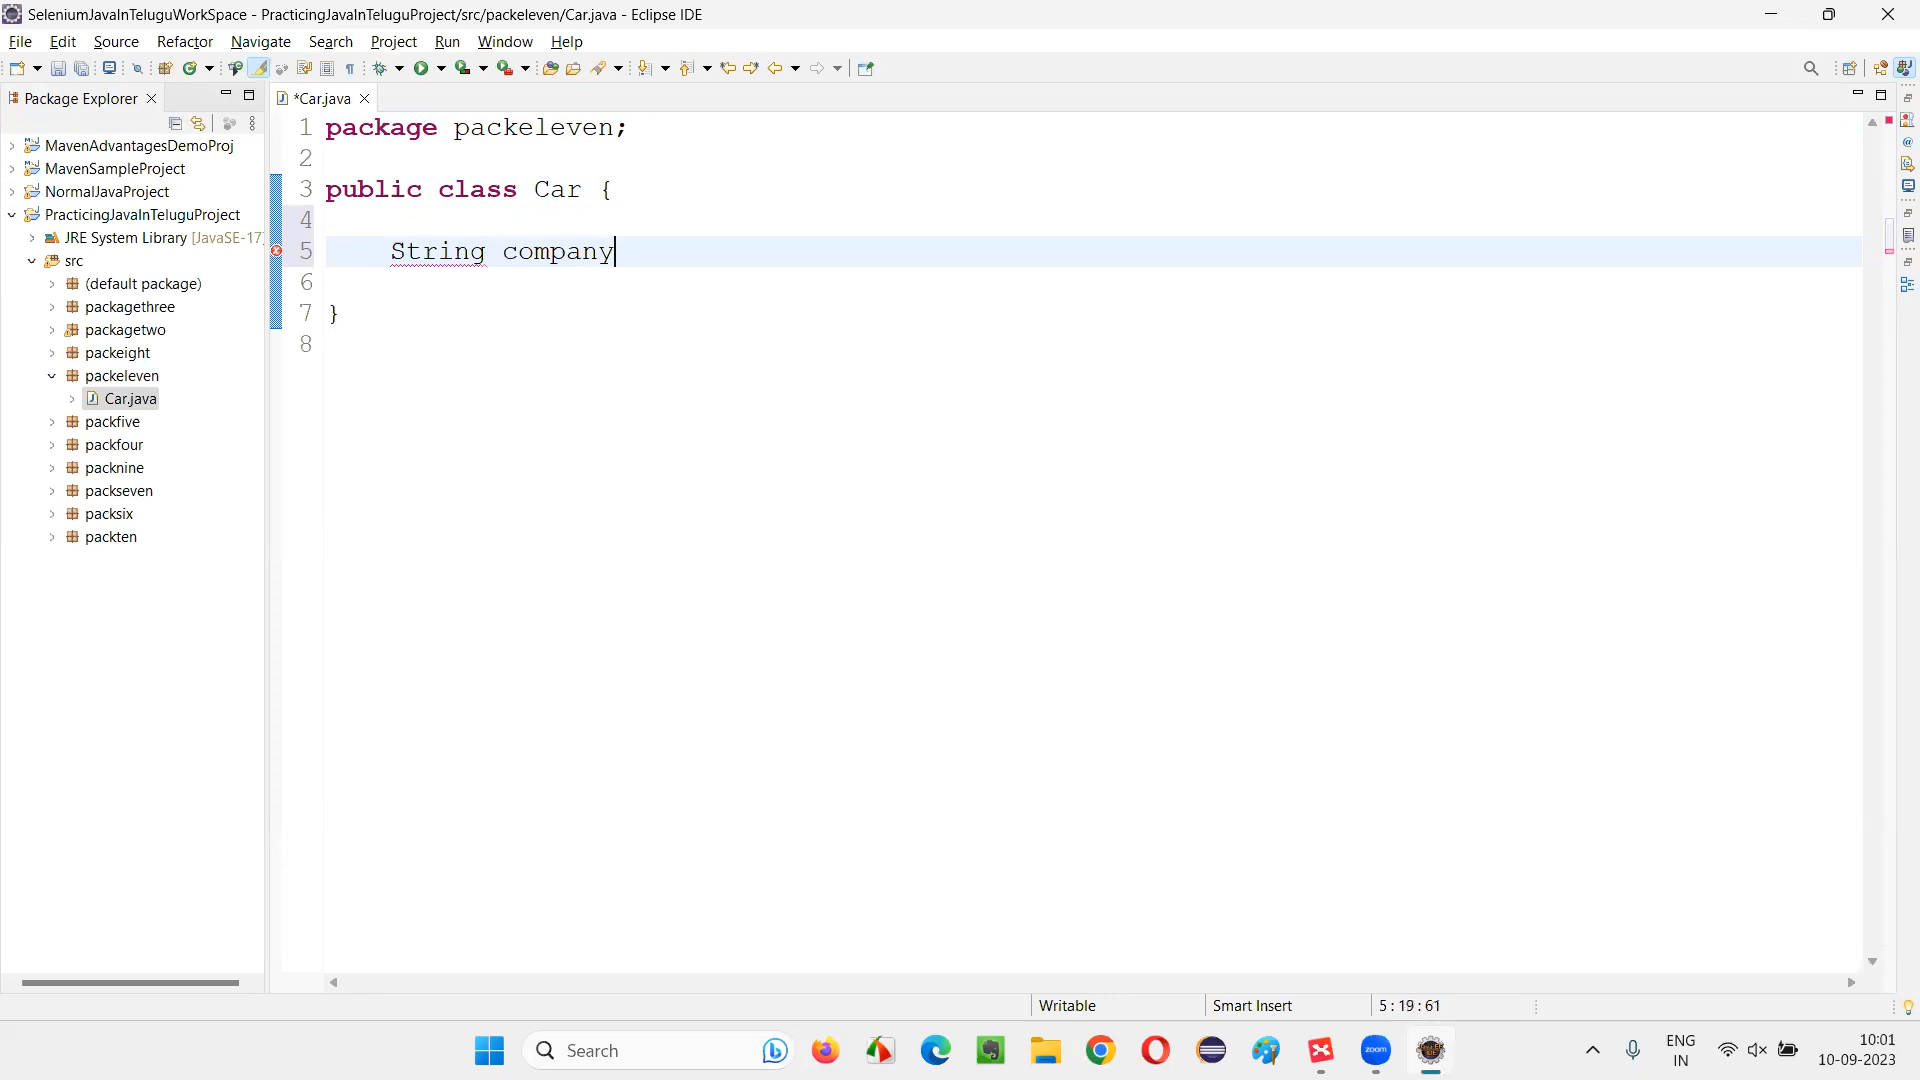 SeleniumJavaInTeluguWorkSpace - PracticingJavaInTeluguProject/src/packeleven/Car.java - Eclipse IDE
File Edit Source Refactor Navigate Search Project Run Window Help
Package Explorer
*Car.java
MavenAdvantagesDemoProj
MavenSampleProject
NormalJavaProject
PracticingJavaInTeluguProject
JRE System Library [JavaSE-17]
src
(default package)
packagethree
packagetwo
packeight
packeleven
Car.java
packfive
packfour
packnine
packseven
packsix
packten
1 package packeleven;
2
3 public class Car {
4
5 String company
6
7 }
8
Writable Smart Insert 5 : 19 : 61
Search
zoom
ENG
IN
10:01
10-09-2023